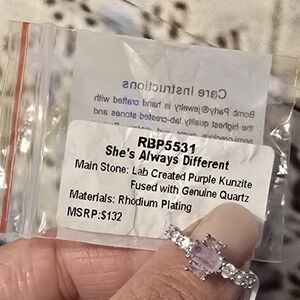 Care Instructions
Bomb Party® jewelry is hand crafted with
the highest quality lab-created stones and
RBP5531
She's Always Different
Main Stone: Lab Created Purple Kunzite
Fused with Genuine Quartz
Materials: Rhodium Plating
MSRP:$132